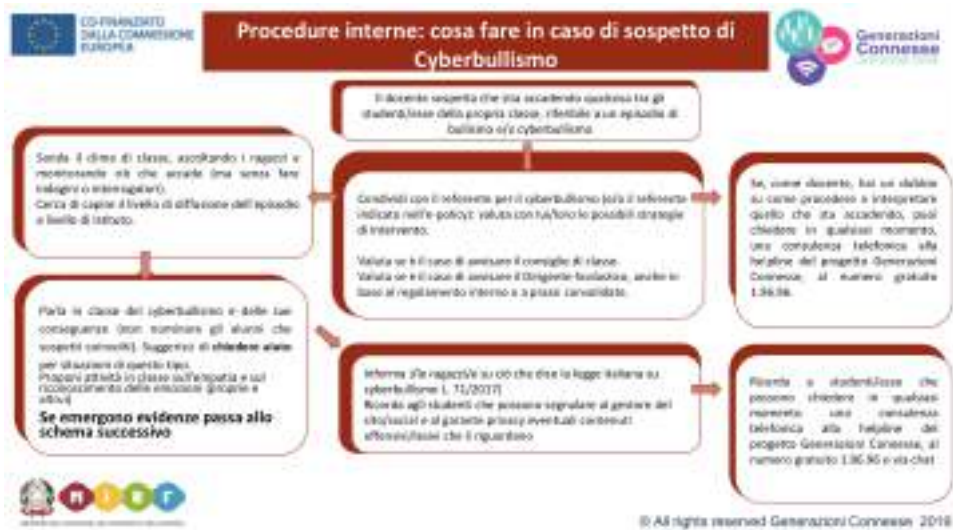 CO-FINANZIATO
DALLA COMMISSIONE
EUROPEA
Procedure interne: cosa fare in caso di sospetto di
Cyberbullismo
Generazioni
Connesse
Il docente sospetta che stia accadendo qualcosa tra gli
studenti/esse della propria classe, riferibile a un episodio di
bullismo e/o cyberbullismo
Senda il clima di classe, ascoltando i ragazzi e
monitorando ciò che accade (ma senza fare
indagini o interrogatori).
Cerca di capire il livello di diffusione dell'episodio
a livello di Istituto.
Condividi con il referente per il cyberbullismo (e/o il referente
indicato nell'e-policy): valuta con lui/loro le possibili strategie
di intervento.
Valuta se è il caso di avvisare il consiglio di classe.
Valuta se è il caso di avvisare il Dirigente Scolastico, anche in
base al regolamento interno e a prassi consolidate.
Se, come docente, hai un dubbio
su come procedere o interpretare
quello che sta accadendo, puoi
chiedere in qualsiasi momento,
una consulenza telefonica alla
helpline del progetto Generazioni
Connesse, al numero gratuito
1.96.96.
Parla in classe del cyberbullismo e delle sue
conseguenze (non nominare gli alunni che
sospetti coinvolti). Suggerisci di chiedere aiuto
per situazioni di questo tipo.
Proponi attività in classe sull'empatia e sul
riconoscimento delle emozioni (proprie e
altrui)
Se emergono evidenze passa allo
schema successivo
Informa i/le ragazzi/e su ciò che dice la legge italiana su
cyberbullismo L. 71/2017)
Ricorda agli studenti che possono segnalare al gestore del
sito/social e al garante privacy eventuali contenuti
offensivi/lesivi che li riguardano
Ricorda a studenti/esse che
possono chiedere in qualsiasi
momento una consulenza
telefonica alla helpline del
progetto Generazioni Connesse, al
numero gratuito 1.96.96 o via chat
miur
© All rights reserved Generazioni Connesse 2018